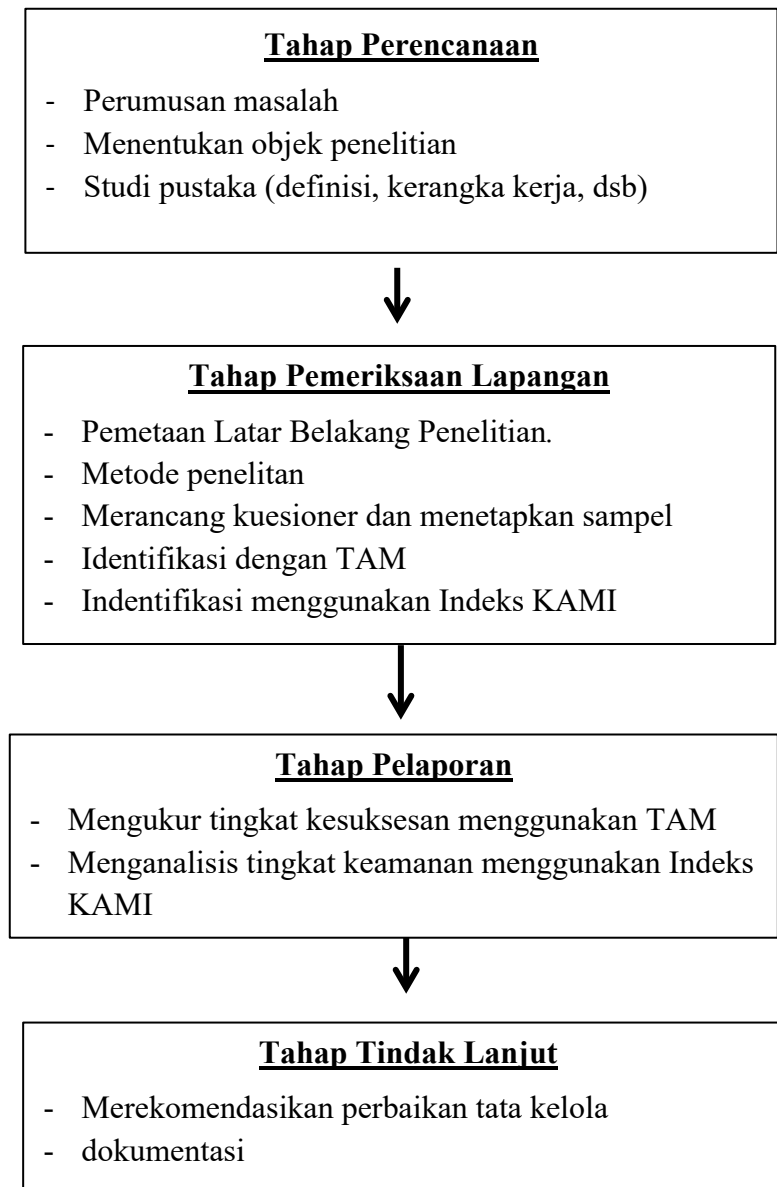 Tahap Perencanaan
- Perumusan masalah
- Menentukan objek penelitian
- Studi pustaka (definisi, kerangka kerja, dsb)
Tahap Pemeriksaan Lapangan
- Pemetaan Latar Belakang Penelitian.
- Metode penelitan
- Merancang kuesioner dan menetapkan sampel
- Identifikasi dengan TAM
- Indentifikasi menggunakan Indeks KAMI
Tahap Pelaporan
- Mengukur tingkat kesuksesan menggunakan TAM
- Menganalisis tingkat keamanan menggunakan Indeks
KAMI
Tahap Tindak Lanjut
- Merekomendasikan perbaikan tata kelola
- dokumentasi